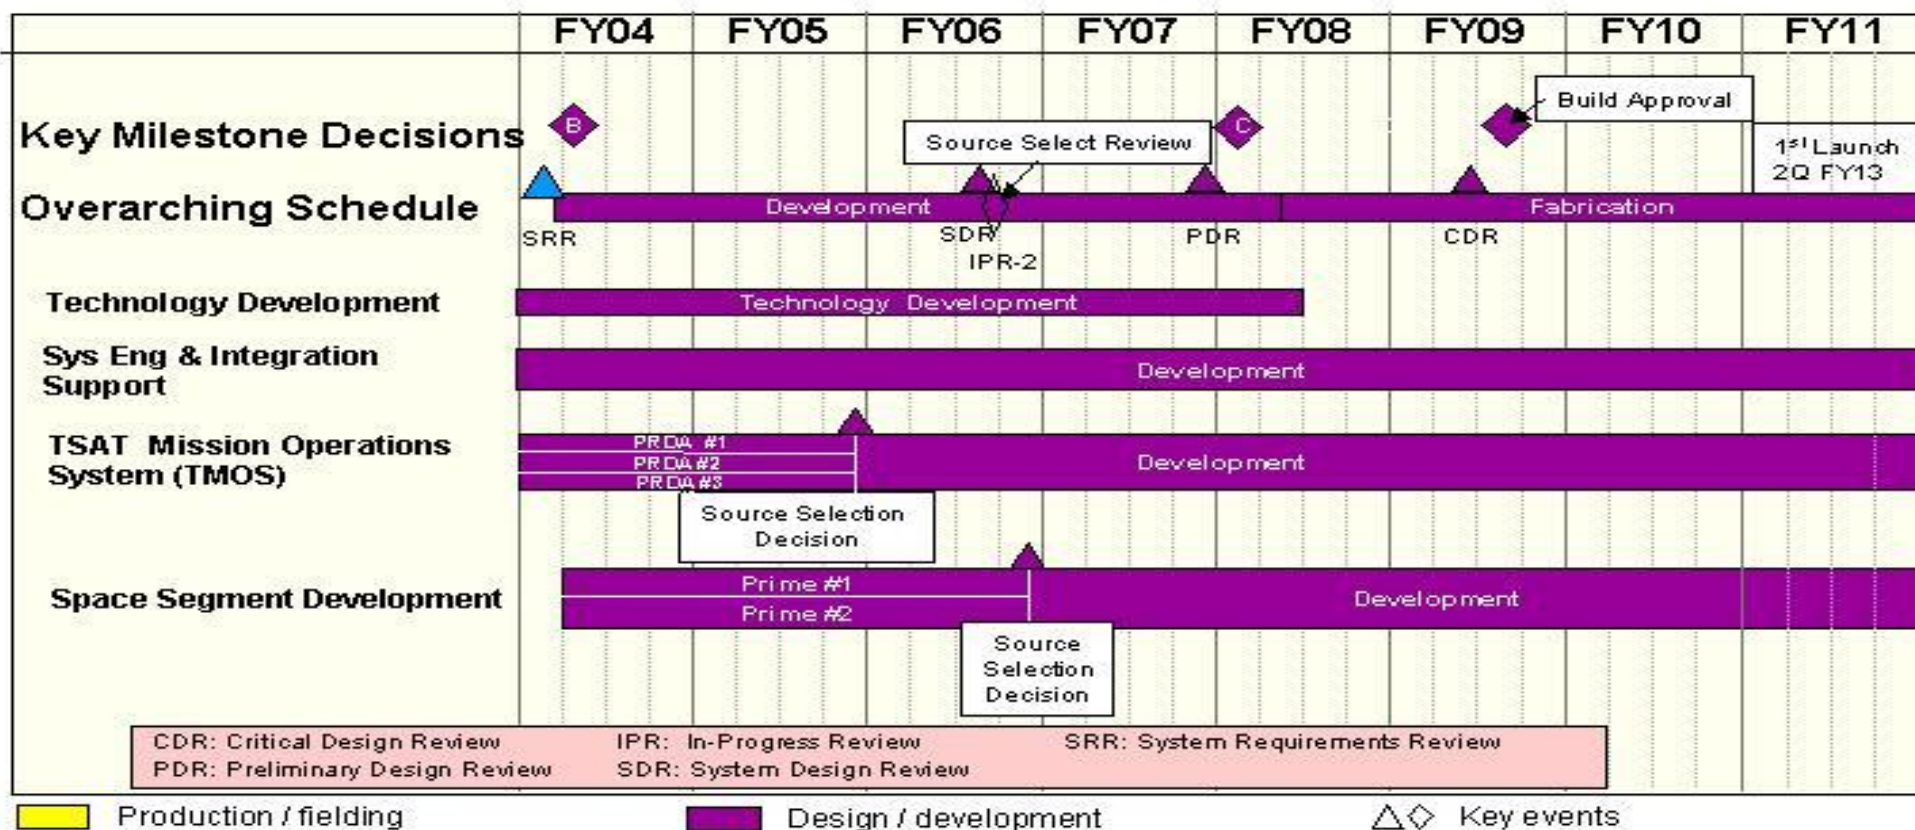 FY04 FY05 FY06 FY07 FY08 FY09 FY10 FY11
Build Approval
Key Milestone Decisions
B
C
Source Select Review
1st Launch
2Q FY13
Overarching Schedule
Development
Fabrication
SRR
SDR
PDR
CDR
IPR-2
Technology Development
Technology Development
Sys Eng & Integration
Support
Development
TSAT Mission Operations
System (TMOS)
PRDA #1
PRDA #2
PRDA #3
Development
Source Selection
Decision
Space Segment Development
Prime #1
Prime #2
Development
Source
Selection
Decision
CDR: Critical Design Review IPR: In-Progress Review SRR: System Requirements Review
PDR: Preliminary Design Review SDR: System Design Review
Production / fielding Design / development Key events